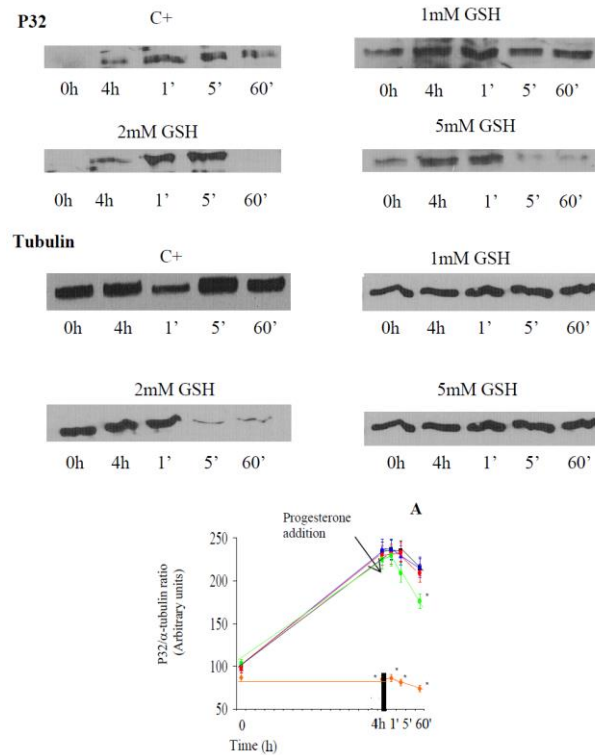 P32
C+
1mM GSH
0h 4h 1' 5' 60'
0h 4h 1' 5' 60'
2mM GSH
5mM GSH
0h 4h 1' 5' 60'
0h 4h 1' 5' 60'
Tubulin
C+
1mM GSH
0h 4h 1' 5' 60'
0h 4h 1' 5' 60'
2mM GSH
5mM GSH
0h 4h 1' 5' 60'
0h 4h 1' 5' 60'
A
Progesterone
addition
P32/α-tubulin ratio
(Arbitrary units)
250
200
150
100
50
0 4h 1' 5' 60'
Time (h)